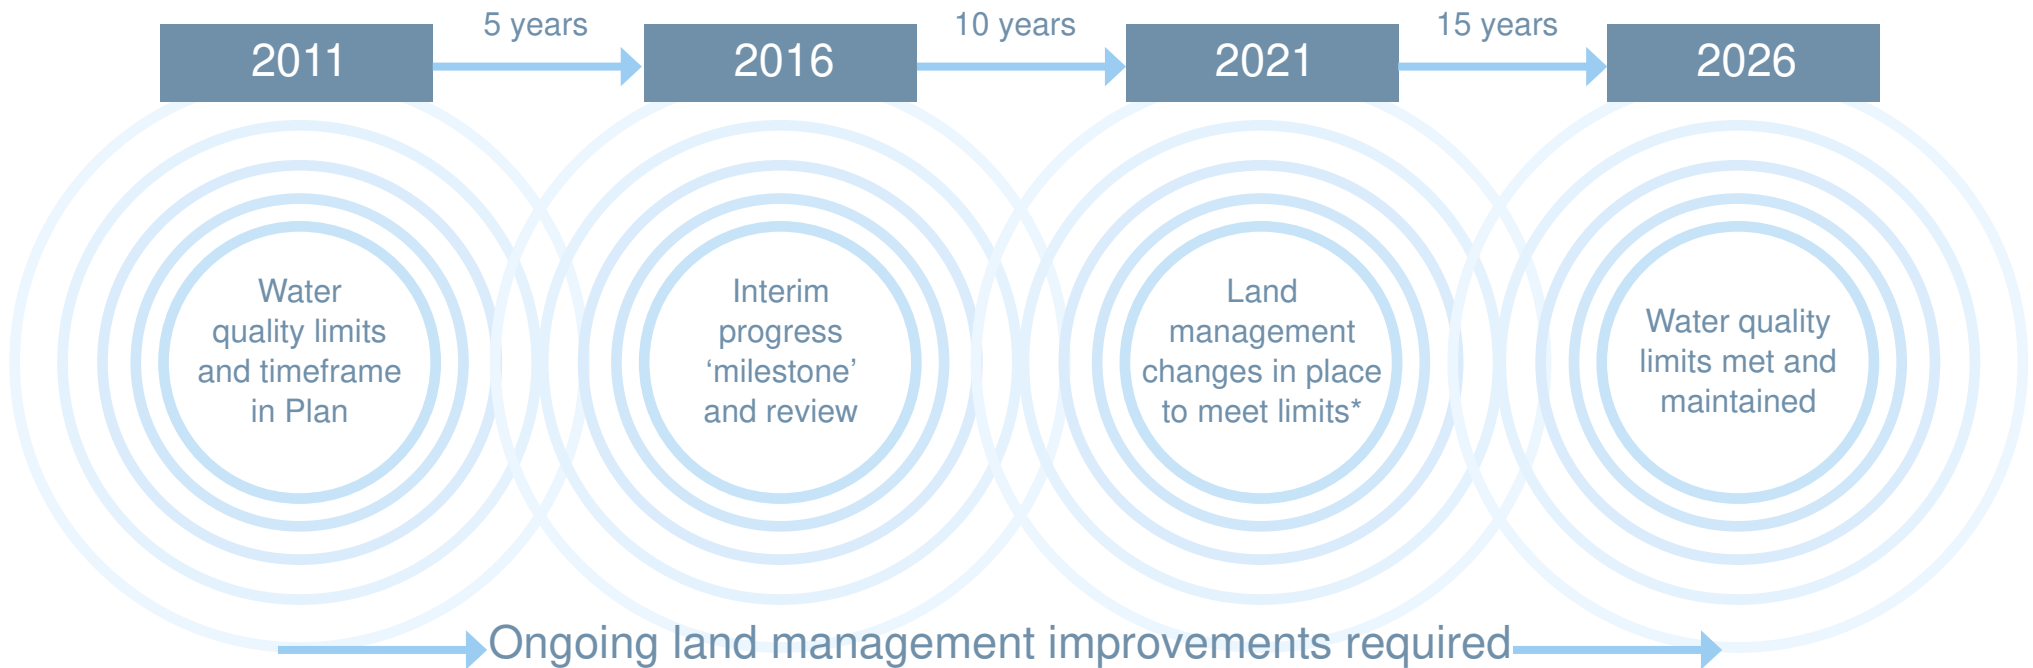 2011
5 years
2016
10 years
2021
15 years
2026
Water
quality limits
and timeframe
in Plan
Interim
progress
‘milestone’
and review
Land
management
changes in place
to meet limits*
Water quality
limits met and
maintained
Ongoing land management improvements required